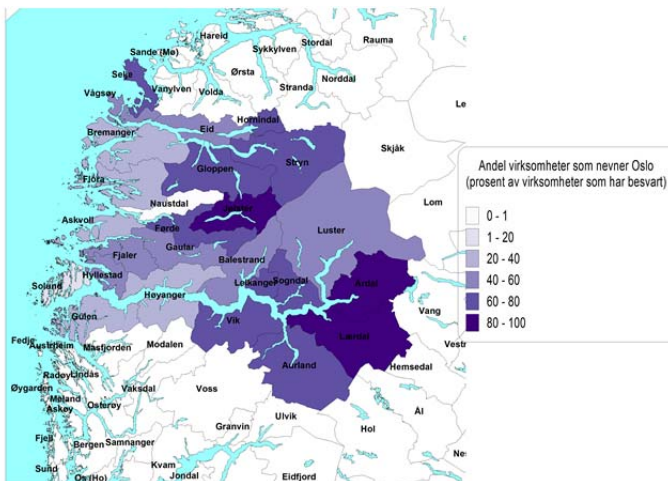 Hareid
Stordal
Rauma
Sande (Mø)
Sykkylven
Ørsta
Norddal
Selje
Vanylven
Volda
Stranda
Vågsøy
Hornindal
Eid
Bremanger
Skjåk
Stryn
Gloppen
Flora
Lom
Naustdal
Jølster
Askvoll
Førde
Luster
Gaular
Fjaler
Balestrand
Hyllestad
Leikanger
Sogndal
Årdal
Solund
Høyanger
Vang
Gulen
Vik
Lærdal
Fedje
Modalen
Austrheim
Masfjorden
Hemsedal
Aurland
Radøy
Lindås
Voss
Vaksdal
Øygarden
Meland
Askøy
Osterøy
Ulvik
Ål
Hol
Granvin
Fjell
Samnanger
Bergen
Kvam
Sund
Os (Ho)
Jondal
Eidfjord
Andel virksomheter som nevner Oslo
(prosent av virksomheter som har besvart)
0 - 1
1 - 20
20 - 40
40 - 60
60 - 80
80 - 100